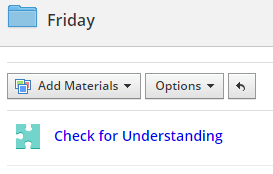 Friday
Add Materials Options
Check for Understanding